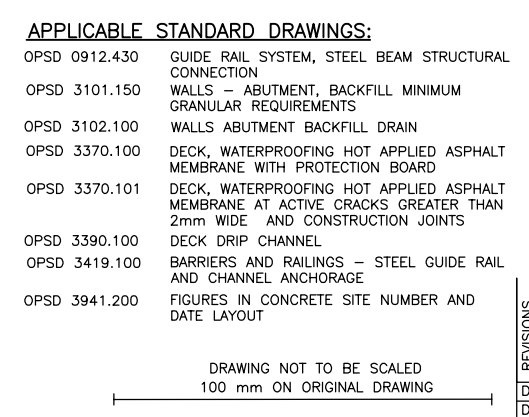 APPLICABLE STANDARD DRAWINGS:
OPSD 0912.430 GUIDE RAIL SYSTEM, STEEL BEAM STRUCTURAL
CONNECTION
OPSD 3101.150 WALLS – ABUTMENT, BACKFILL MINIMUM
GRANULAR REQUIREMENTS
OPSD 3102.100 WALLS ABUTMENT BACKFILL DRAIN
OPSD 3370.100 DECK, WATERPROOFING HOT APPLIED ASPHALT
MEMBRANE WITH PROTECTION BOARD
OPSD 3370.101 DECK, WATERPROOFING HOT APPLIED ASPHALT
MEMBRANE AT ACTIVE CRACKS GREATER THAN
2mm WIDE AND CONSTRUCTION JOINTS
OPSD 3390.100 DECK DRIP CHANNEL
OPSD 3419.100 BARRIERS AND RAILINGS – STEEL GUIDE RAIL
AND CHANNEL ANCHORAGE
OPSD 3941.200 FIGURES IN CONCRETE SITE NUMBER AND
DATE LAYOUT
DRAWING NOT TO BE SCALED
100 mm ON ORIGINAL DRAWING
REVISIONS
D
D